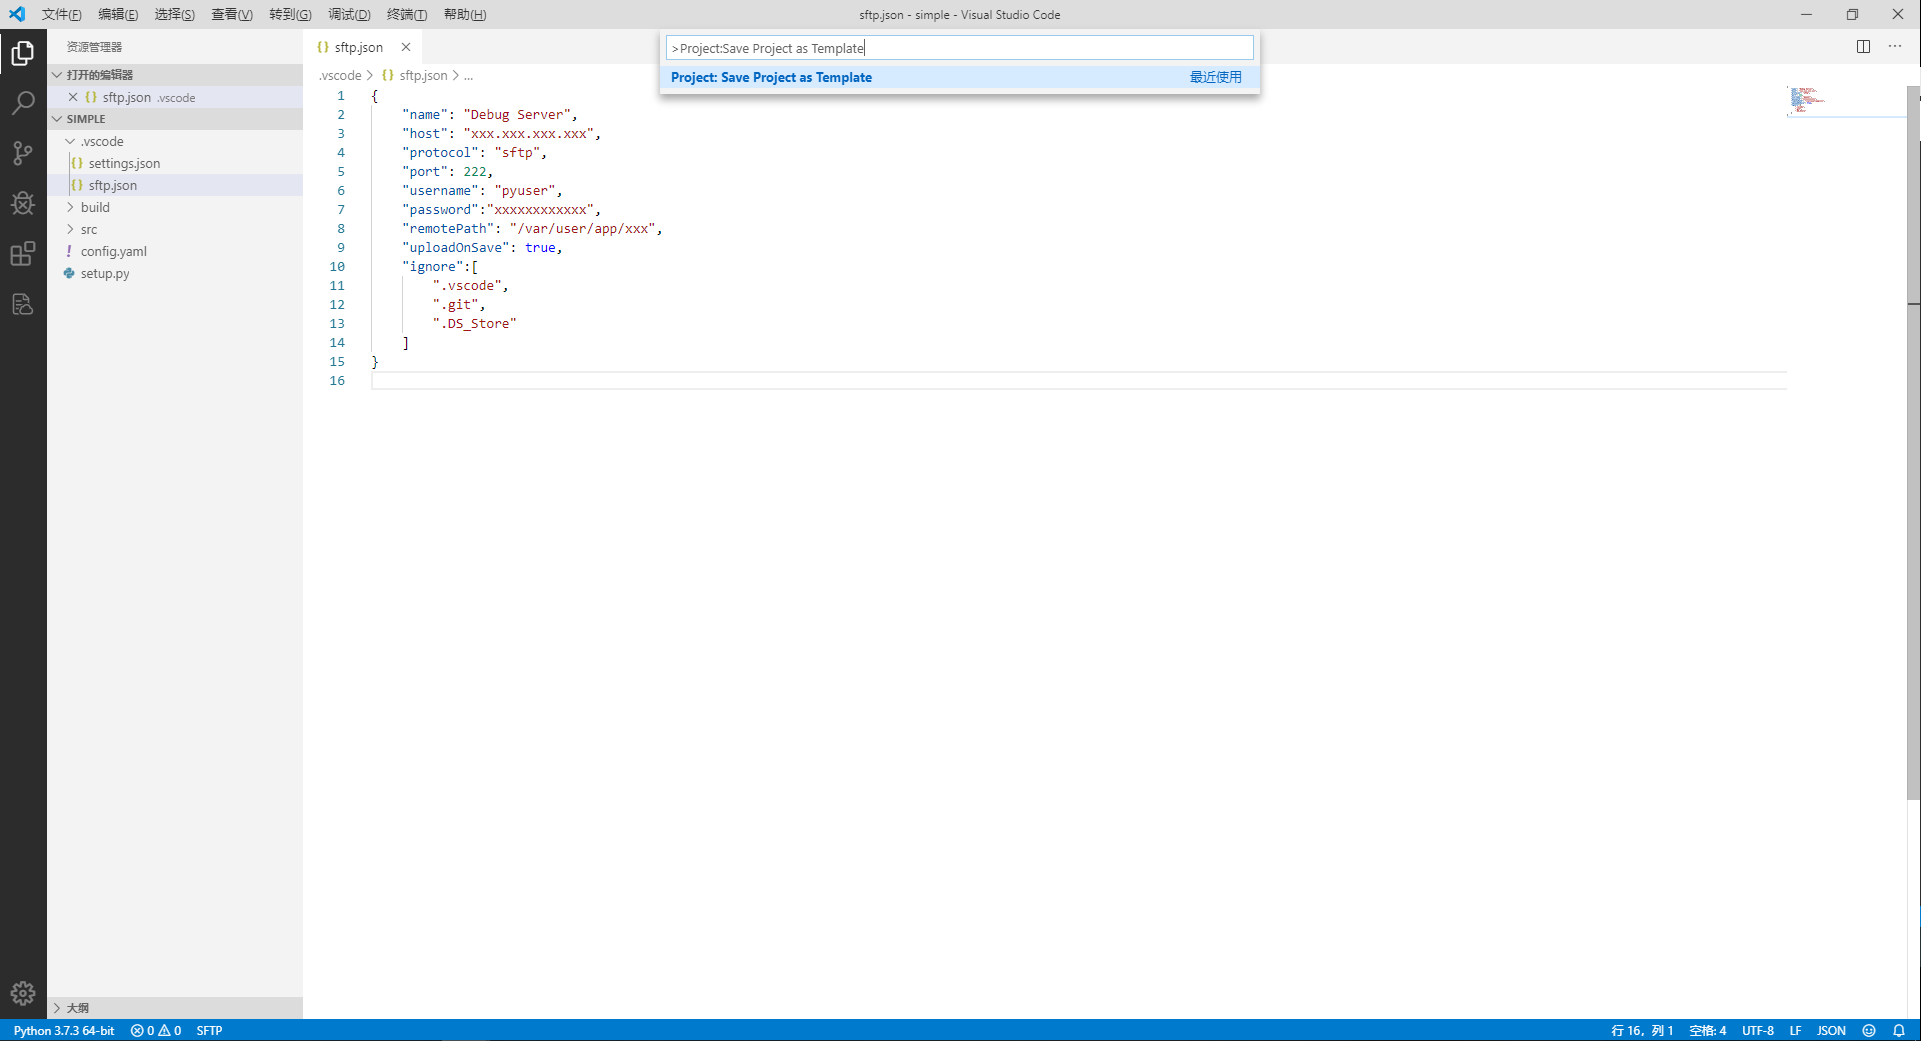 文件(F) 编辑(E) 选择(S) 查看(V) 转到(G) 调试(D) 终端(T) 帮助(H)
sftp.json - simple - Visual Studio Code
资源管理器
打开的编辑器
sftp.json .vscode
SIMPLE
.vscode
settings.json
sftp.json
build
src
config.yaml
setup.py
大纲
sftp.json
>Project:Save Project as Template
Project: Save Project as Template 最近使用
.vscode > {} sftp.json > ...
1 {
2 "name": "Debug Server",
3 "host": "xxx.xxx.xxx.xxx",
4 "protocol": "sftp",
5 "port": 222,
6 "username": "pyuser",
7 "password":"xxxxxxxxxxxx",
8 "remotePath": "/var/user/app/xxx",
9 "uploadOnSave": true,
10 "ignore":[
11 ".vscode",
12 ".git",
13 ".DS_Store"
14 ]
15 }
16
Python 3.7.3 64-bit 0 0 SFTP 行 16，列 1 空格: 4 UTF-8 LF JSON